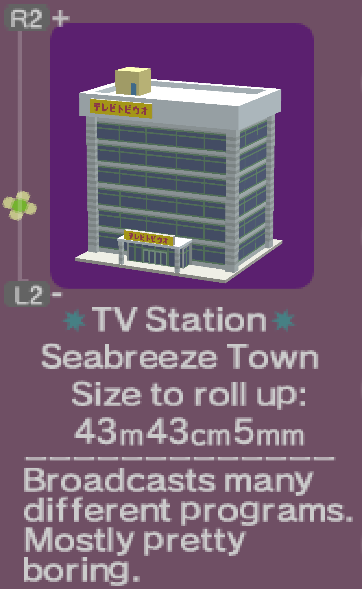 R2 +
テレビトビウオ
テレビトビウオ
L2 -
TV Station
Seabreeze Town
Size to roll up:
43m43cm5mm
Broadcasts many
different programs.
Mostly pretty
boring.